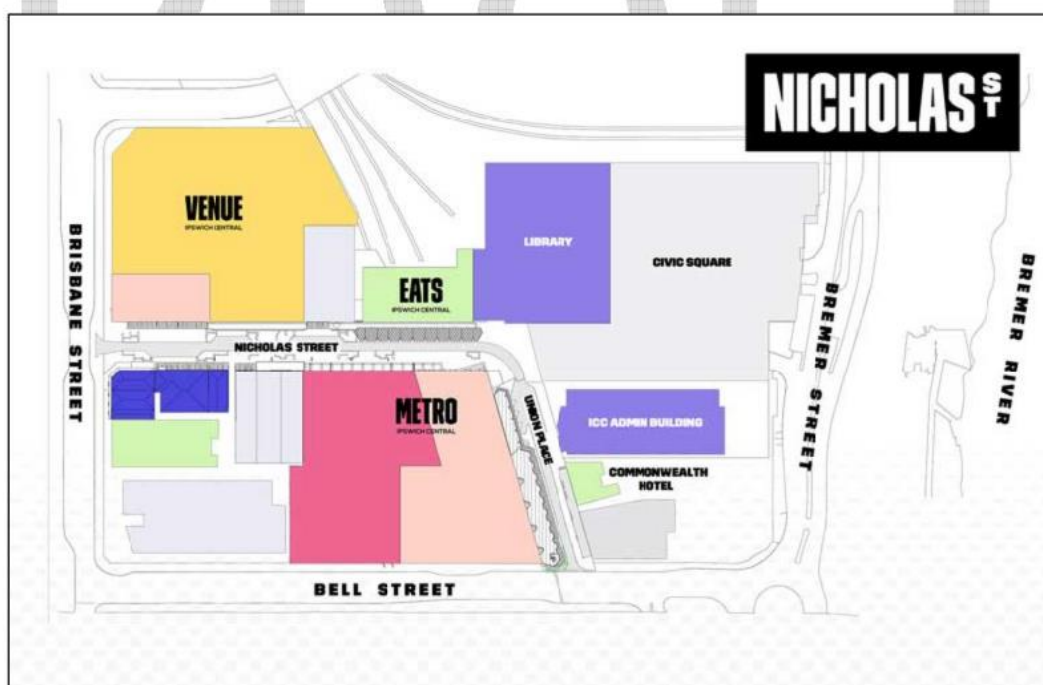 NICHOLAS ST
VENUE
IPSWICH CENTRAL
LIBRARY
CIVIC SQUARE
EATS
IPSWICH CENTRAL
BRISBANE STREET
NICHOLAS STREET
BREMER STREET
BREMER RIVER
METRO
IPSWICH CENTRAL
UNION PLACE
ICC ADMIN BUILDING
COMMONWEALTH
HOTEL
BELL STREET